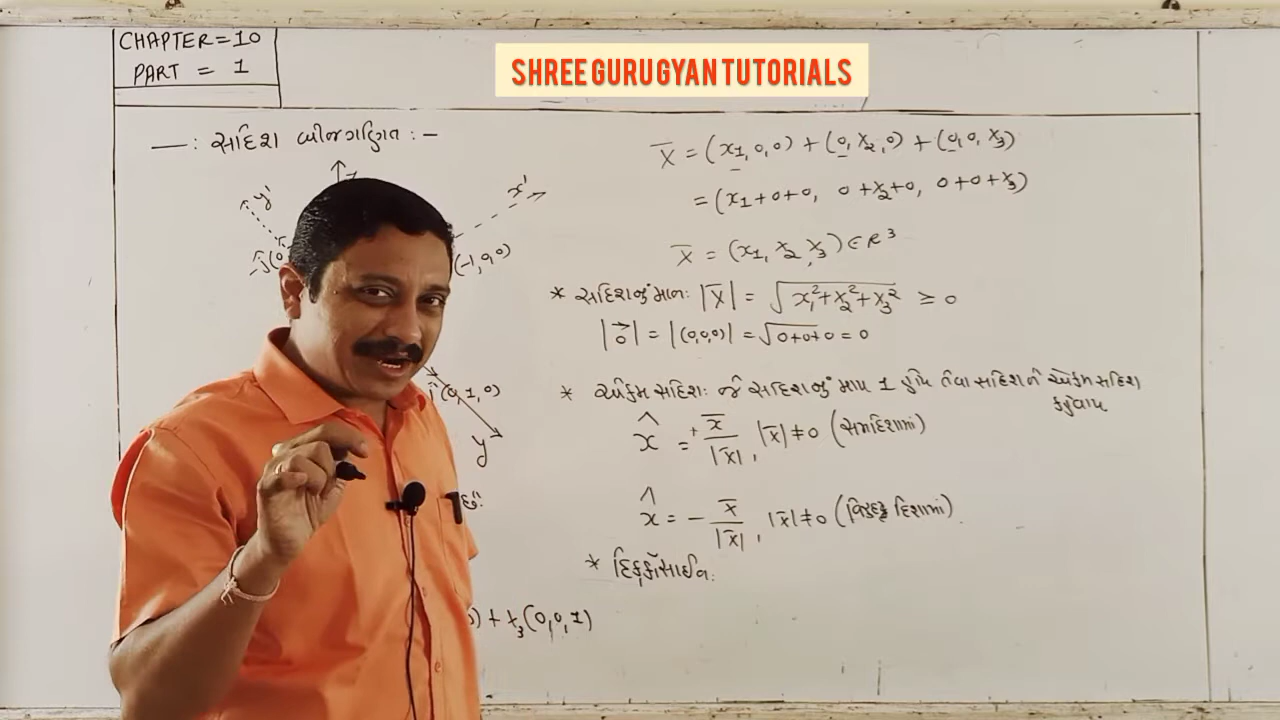 CHAPTER=10
PART = 1
SHREE GURUGYAN TUTORIALS
—: સદિશ બીજગણિત :-
y'
x'
(-1,0,0)
(0,1,0)
y
છે.
+ x₃(0,0,1)
x̄ = (x₁,0,0) + (0,x₂,0) + (0,0,x₃)
= (x₁+0+0, 0+x₂+0, 0+0+x₃)
x̄ = (x₁, x₂, x₃) ∈ R³
* સદિશનું માન: |x̄| = √x₁²+x₂²+x₃² ≥ 0
|0⃗| = |(0,0,0)| = √0+0+0 = 0
* એકમ સદિશ: જે સદિશનું માપ 1 હોય તેવા સદિશને એકમ સદિશ
કહેવાય
x̂ = + x̄/|x̄|, |x̄| ≠ 0 (સમદિશામાં)
x̂ = - x̄/|x̄|, |x̄| ≠ 0 (વિરુદ્ધ દિશામાં)
* દિક્કોસાઈન: